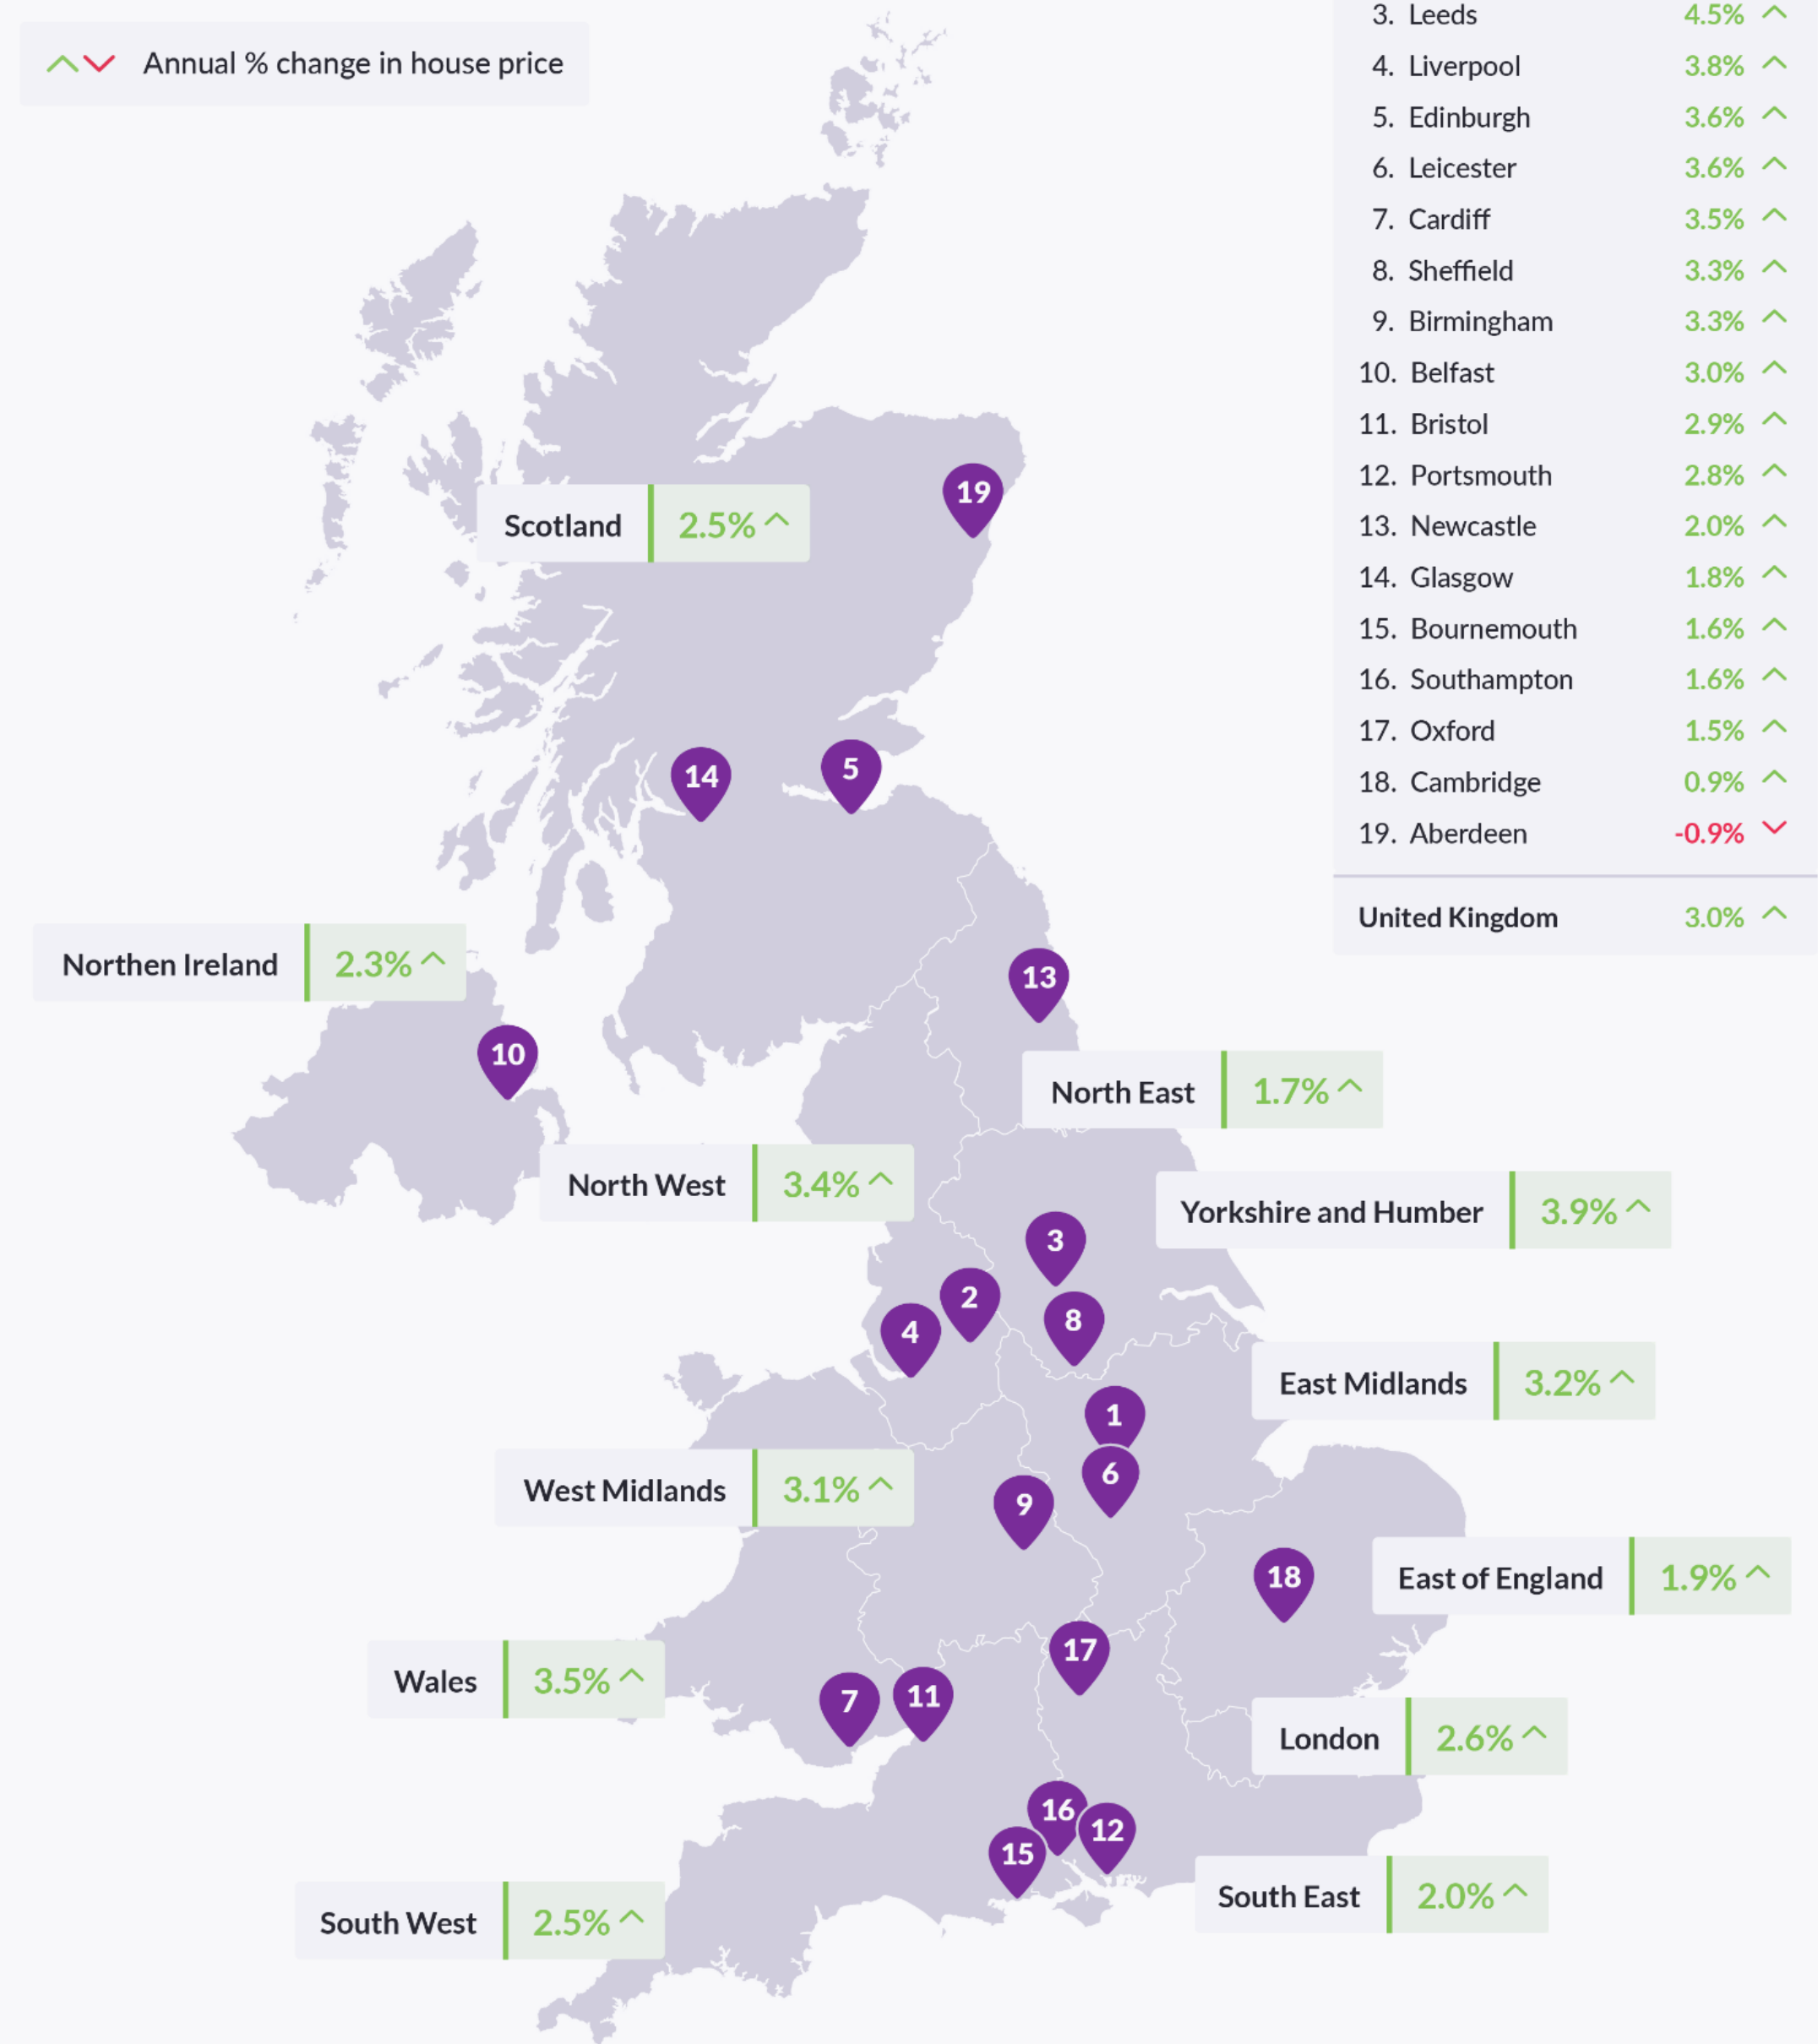 Annual % change in house price
3. Leeds 4.5%
4. Liverpool 3.8%
5. Edinburgh 3.6%
6. Leicester 3.6%
7. Cardiff 3.5%
8. Sheffield 3.3%
9. Birmingham 3.3%
10. Belfast 3.0%
11. Bristol 2.9%
12. Portsmouth 2.8%
13. Newcastle 2.0%
14. Glasgow 1.8%
15. Bournemouth 1.6%
16. Southampton 1.6%
17. Oxford 1.5%
18. Cambridge 0.9%
19. Aberdeen -0.9%
United Kingdom 3.0%
19
Scotland 2.5%
14
5
Northen Ireland 2.3%
13
10
North East 1.7%
North West 3.4%
Yorkshire and Humber 3.9%
3
2
8
4
East Midlands 3.2%
1
6
West Midlands 3.1%
9
18
East of England 1.9%
17
Wales 3.5%
7
11
London 2.6%
16
12
15
South East 2.0%
South West 2.5%